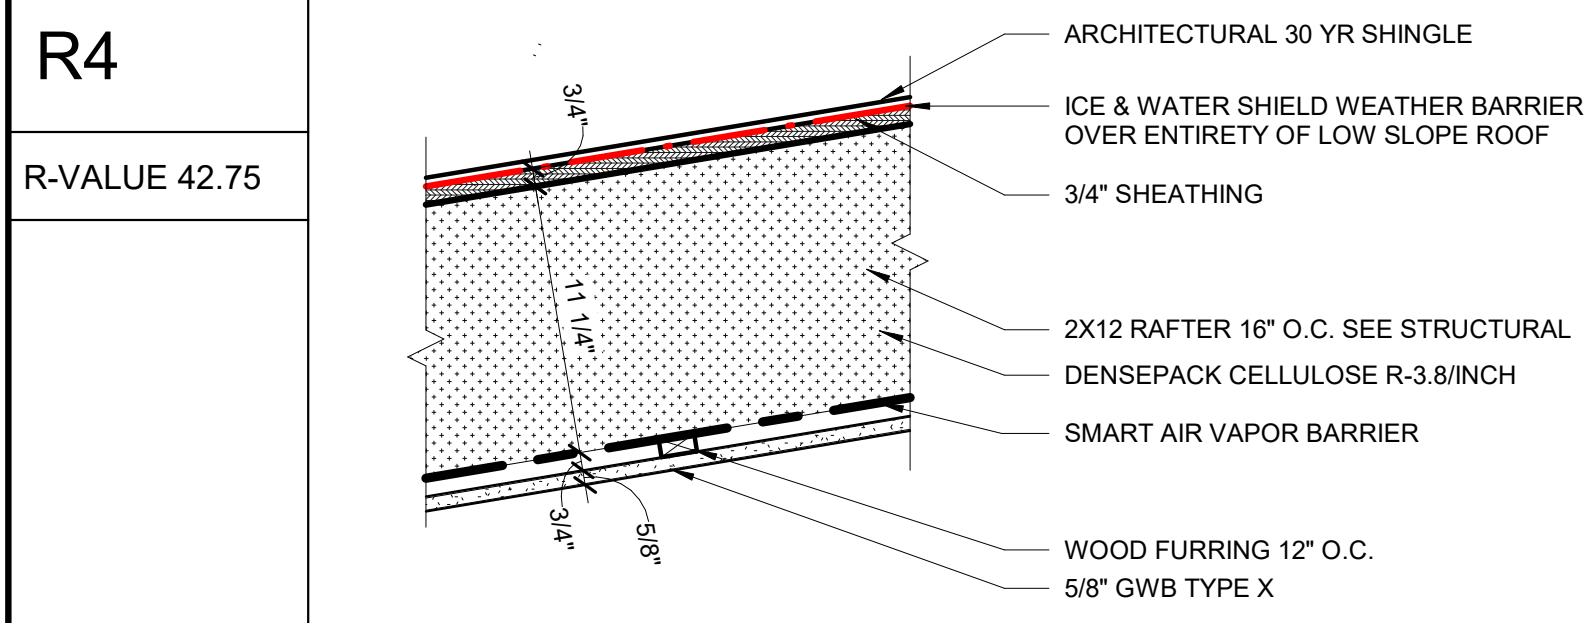 R4
R-VALUE 42.75
3/4"
11 1/4"
3/4"
5/8"
ARCHITECTURAL 30 YR SHINGLE
ICE & WATER SHIELD WEATHER BARRIER
OVER ENTIRETY OF LOW SLOPE ROOF
3/4" SHEATHING
2X12 RAFTER 16" O.C. SEE STRUCTURAL
DENSEPACK CELLULOSE R-3.8/INCH
SMART AIR VAPOR BARRIER
WOOD FURRING 12" O.C.
5/8" GWB TYPE X